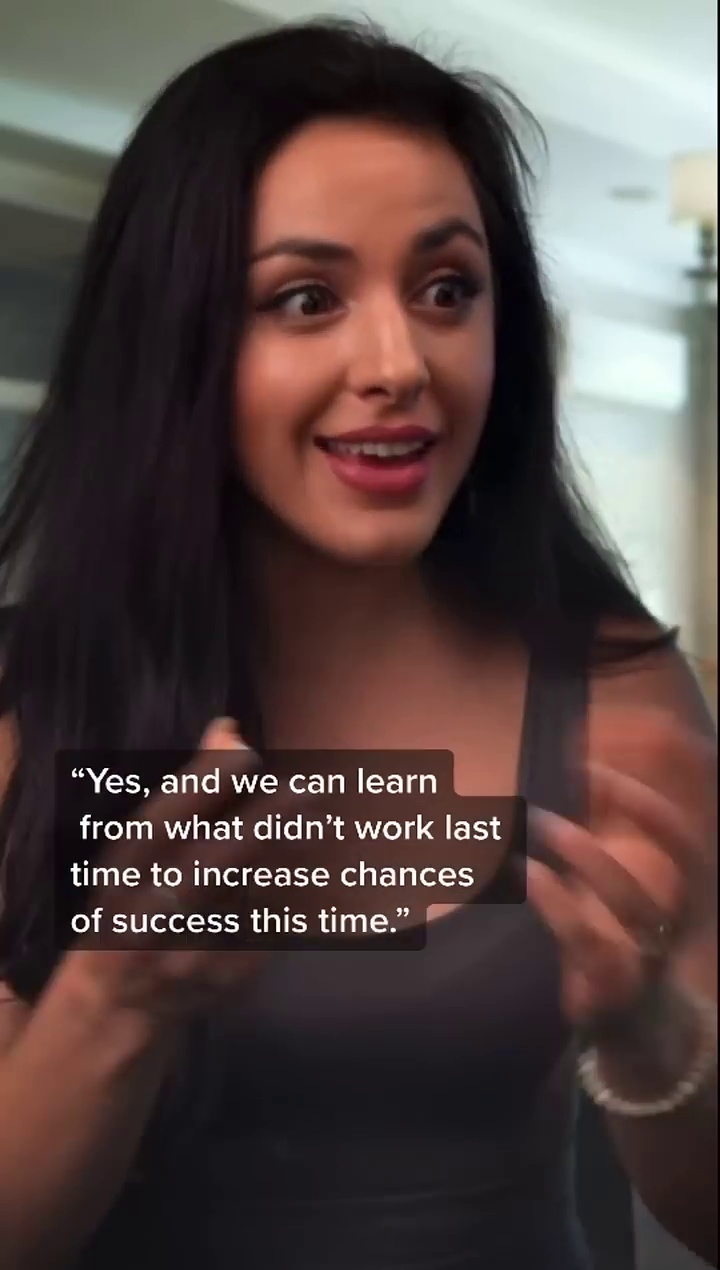 “Yes, and we can learn
from what didn’t work last
time to increase chances
of success this time.”